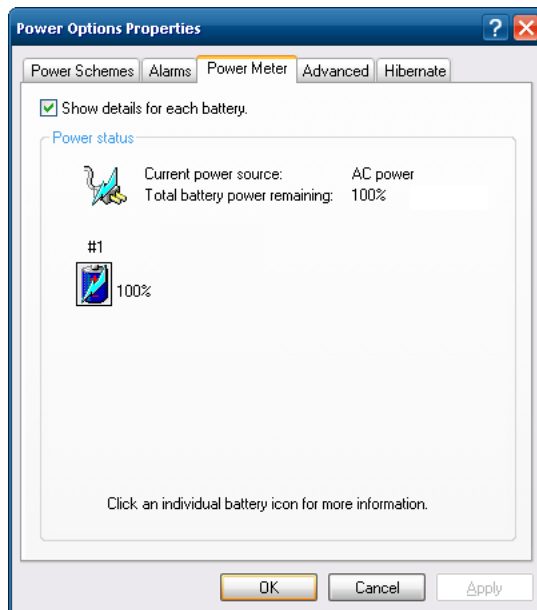 Power Options Properties
Power Schemes Alarms Power Meter Advanced Hibernate
Show details for each battery.
Power status
Current power source: AC power
Total battery power remaining: 100%
#1
100%
Click an individual battery icon for more information.
OK Cancel Apply